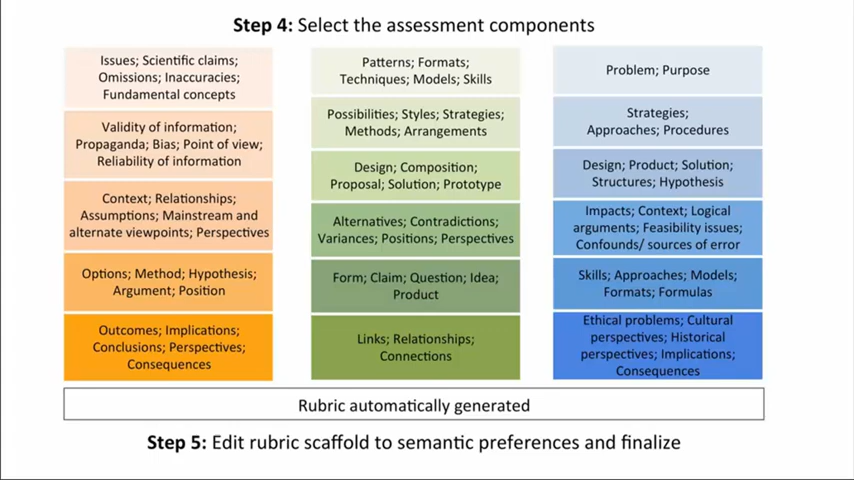 Step 4: Select the assessment components
Issues; Scientific claims;
Omissions; Inaccuracies;
Fundamental concepts
Validity of information;
Propaganda; Bias; Point of view;
Reliability of information
Context; Relationships;
Assumptions; Mainstream and
alternate viewpoints; Perspectives
Options; Method; Hypothesis;
Argument; Position
Outcomes; Implications;
Conclusions; Perspectives;
Consequences
Patterns; Formats;
Techniques; Models; Skills
Possibilities; Styles; Strategies;
Methods; Arrangements
Design; Composition;
Proposal; Solution; Prototype
Alternatives; Contradictions;
Variances; Positions; Perspectives
Form; Claim; Question; Idea;
Product
Links; Relationships;
Connections
Problem; Purpose
Strategies;
Approaches; Procedures
Design; Product; Solution;
Structures; Hypothesis
Impacts; Context; Logical
arguments; Feasibility issues;
Confounds/ sources of error
Skills; Approaches; Models;
Formats; Formulas
Ethical problems; Cultural
perspectives; Historical
perspectives; Implications;
Consequences
Rubric automatically generated
Step 5: Edit rubric scaffold to semantic preferences and finalize